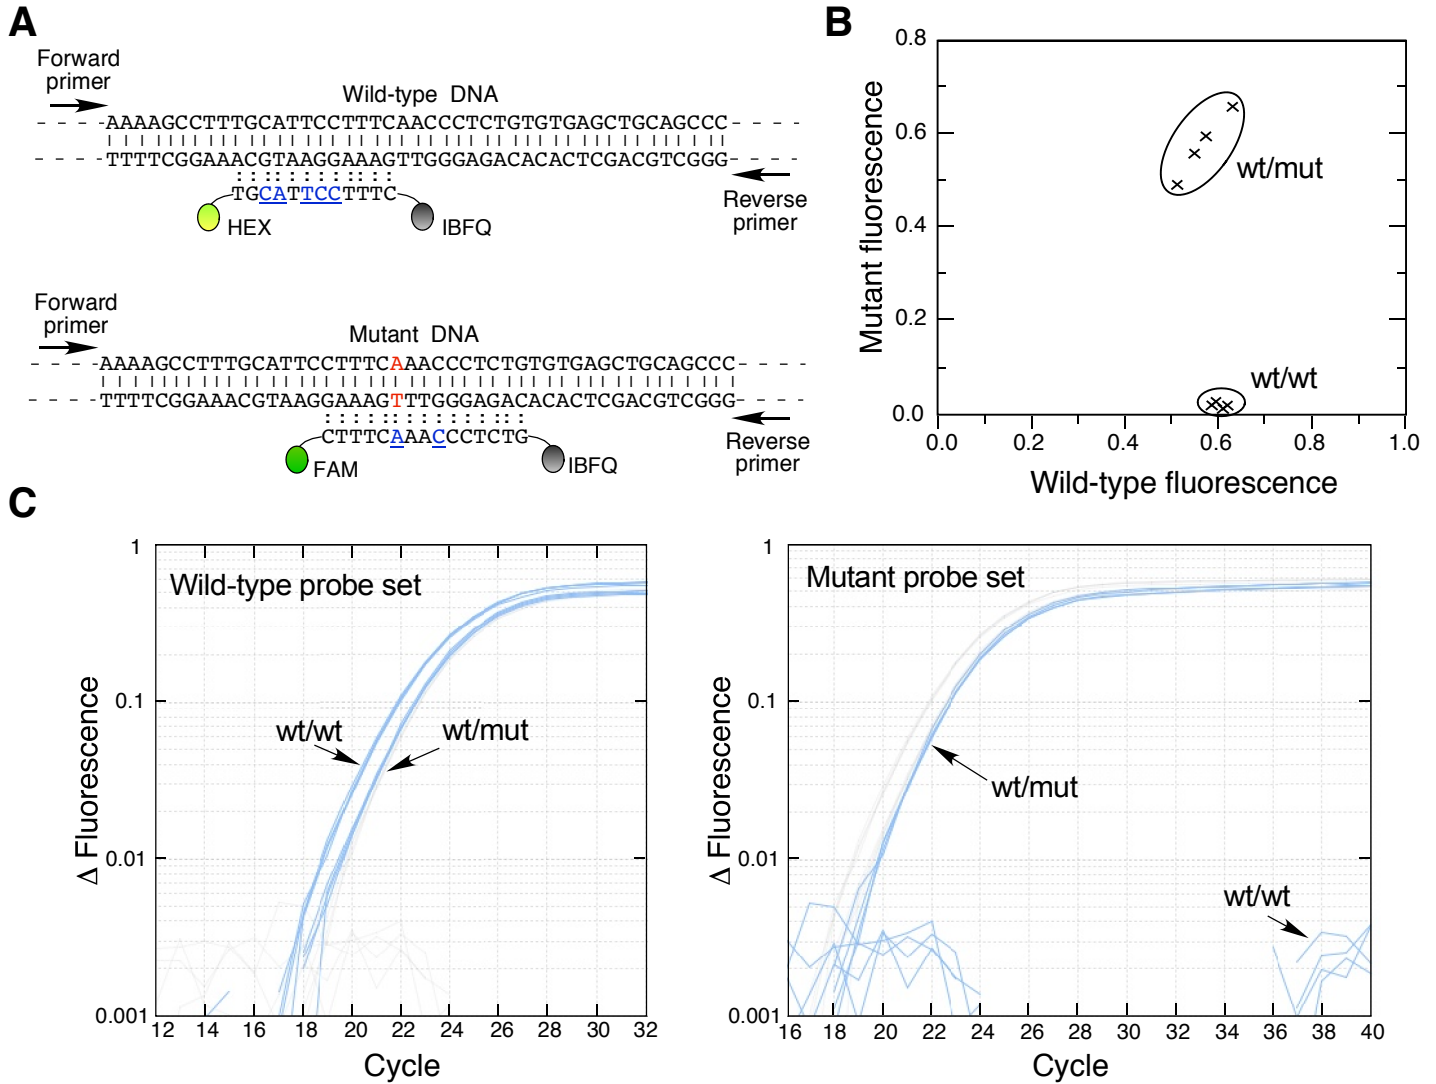 A
Forward
primer
Wild-type DNA
- - - - -AAAAGCCTTTGCATTCCTTTCAACCCTCTGTGTGAGCTGCAGCCC- - - - -
- - - - -TTTTCGGAAACGTAAGGAAAGTTGGGAGACACACTCGACGTCGGG- - - - -
TGCATTCCTTTC
HEX
IBFQ
Reverse
primer
Forward
primer
Mutant DNA
- - - - -AAAAGCCTTTGCATTCCTTTCAAACCCTCTGTGTGAGCTGCAGCCC- - - - -
- - - - -TTTTCGGAAACGTAAGGAAAGTTTGGGAGACACACTCGACGTCGGG- - - - -
CTTTCAAACCCTCTG
FAM
IBFQ
Reverse
primer
B
0.8
0.6
0.4
0.2
0.0
Mutant fluorescence
wt/mut
wt/wt
0.0 0.2 0.4 0.6 0.8 1.0
Wild-type fluorescence
C
Wild-type probe set
1
0.1
0.01
0.001
Δ Fluorescence
wt/wt
wt/mut
12 14 16 18 20 22 24 26 28 30 32
Cycle
Mutant probe set
1
0.1
0.01
0.001
Δ Fluorescence
wt/mut
wt/wt
16 18 20 22 24 26 28 30 32 34 36 38 40
Cycle